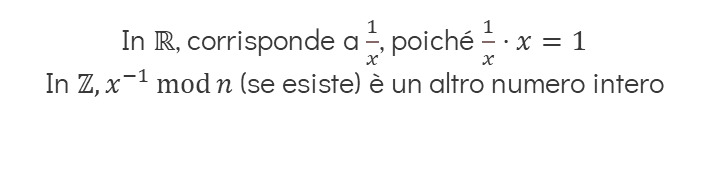 In ℝ, corrisponde a 1/x, poiché 1/x · x = 1
In ℤ, x⁻¹ mod n (se esiste) è un altro numero intero